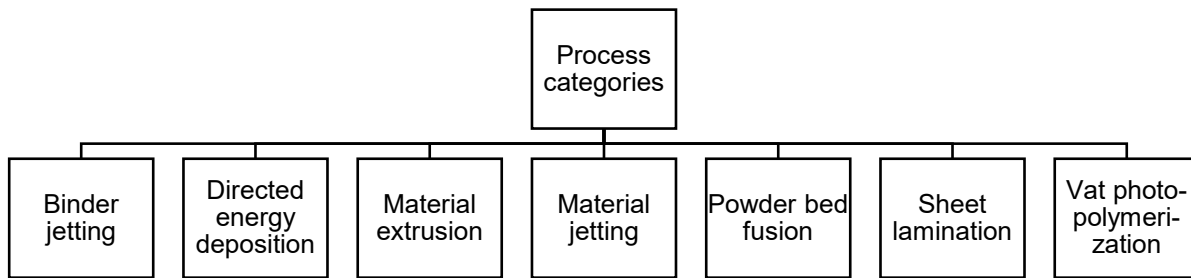 Process
categories
Binder
jetting
Directed
energy
deposition
Material
extrusion
Material
jetting
Powder bed
fusion
Sheet
lamination
Vat photo-
polymeri-
zation